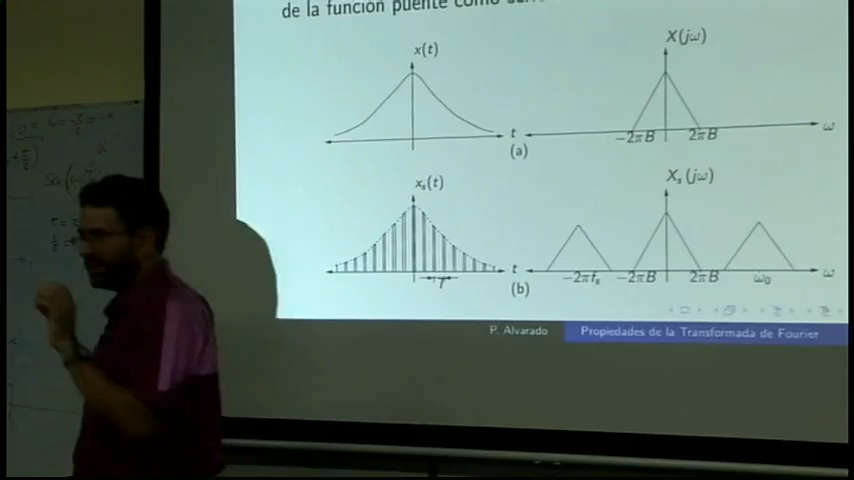 de la función puente como
x(t)
X(jω)
t
-2πB
2πB
ω
(a)
x_s(t)
X_s(jω)
t
T
-2πf_s
-2πB
2πB
ω_0
ω
(b)
P. Alvarado
Propiedades de la Transformada de Fourier